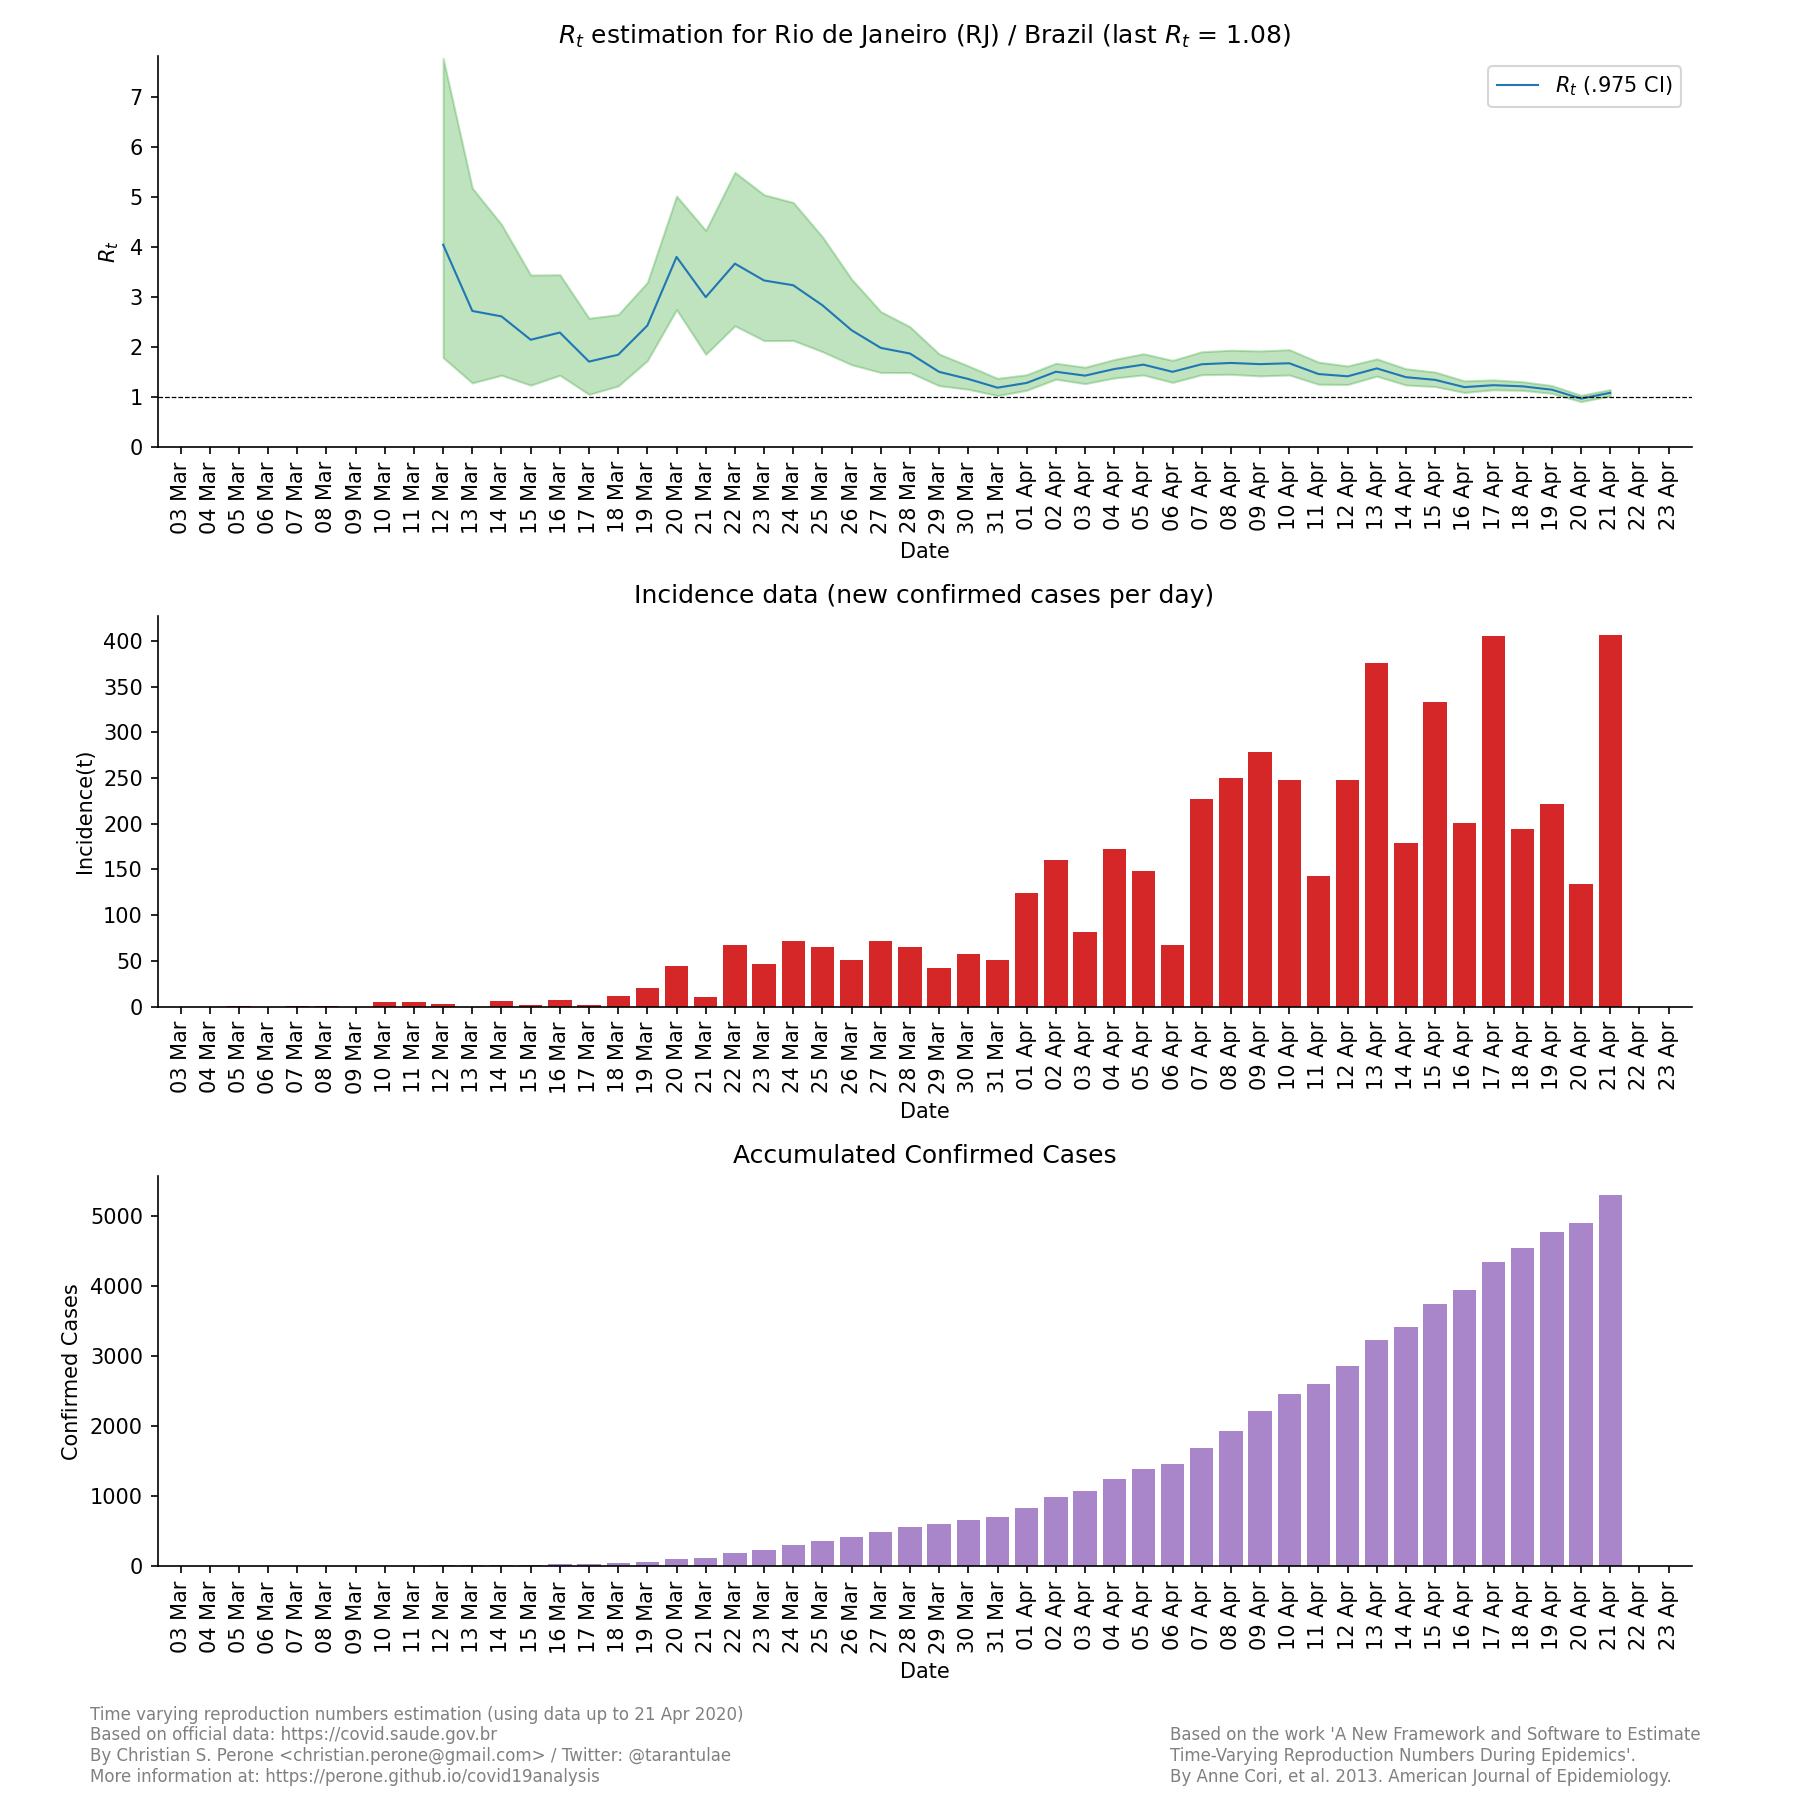 Rt estimation for Rio de Janeiro (RJ) / Brazil (last Rt = 1.08)
Rt (.975 CI)
Rt
7
6
5
4
3
2
1
0
03 Mar 04 Mar 05 Mar 06 Mar 07 Mar 08 Mar 09 Mar 10 Mar 11 Mar 12 Mar 13 Mar 14 Mar 15 Mar 16 Mar 17 Mar 18 Mar 19 Mar 20 Mar 21 Mar 22 Mar 23 Mar 24 Mar 25 Mar 26 Mar 27 Mar 28 Mar 29 Mar 30 Mar 31 Mar 01 Apr 02 Apr 03 Apr 04 Apr 05 Apr 06 Apr 07 Apr 08 Apr 09 Apr 10 Apr 11 Apr 12 Apr 13 Apr 14 Apr 15 Apr 16 Apr 17 Apr 18 Apr 19 Apr 20 Apr 21 Apr 22 Apr 23 Apr
Date
Incidence data (new confirmed cases per day)
Incidence(t)
400
350
300
250
200
150
100
50
0
03 Mar 04 Mar 05 Mar 06 Mar 07 Mar 08 Mar 09 Mar 10 Mar 11 Mar 12 Mar 13 Mar 14 Mar 15 Mar 16 Mar 17 Mar 18 Mar 19 Mar 20 Mar 21 Mar 22 Mar 23 Mar 24 Mar 25 Mar 26 Mar 27 Mar 28 Mar 29 Mar 30 Mar 31 Mar 01 Apr 02 Apr 03 Apr 04 Apr 05 Apr 06 Apr 07 Apr 08 Apr 09 Apr 10 Apr 11 Apr 12 Apr 13 Apr 14 Apr 15 Apr 16 Apr 17 Apr 18 Apr 19 Apr 20 Apr 21 Apr 22 Apr 23 Apr
Date
Accumulated Confirmed Cases
Confirmed Cases
5000
4000
3000
2000
1000
0
03 Mar 04 Mar 05 Mar 06 Mar 07 Mar 08 Mar 09 Mar 10 Mar 11 Mar 12 Mar 13 Mar 14 Mar 15 Mar 16 Mar 17 Mar 18 Mar 19 Mar 20 Mar 21 Mar 22 Mar 23 Mar 24 Mar 25 Mar 26 Mar 27 Mar 28 Mar 29 Mar 30 Mar 31 Mar 01 Apr 02 Apr 03 Apr 04 Apr 05 Apr 06 Apr 07 Apr 08 Apr 09 Apr 10 Apr 11 Apr 12 Apr 13 Apr 14 Apr 15 Apr 16 Apr 17 Apr 18 Apr 19 Apr 20 Apr 21 Apr 22 Apr 23 Apr
Date
Time varying reproduction numbers estimation (using data up to 21 Apr 2020)
Based on official data: https://covid.saude.gov.br
By Christian S. Perone <christian.perone@gmail.com> / Twitter: @tarantulae
More information at: https://perone.github.io/covid19analysis
Based on the work 'A New Framework and Software to Estimate
Time-Varying Reproduction Numbers During Epidemics'.
By Anne Cori, et al. 2013. American Journal of Epidemiology.